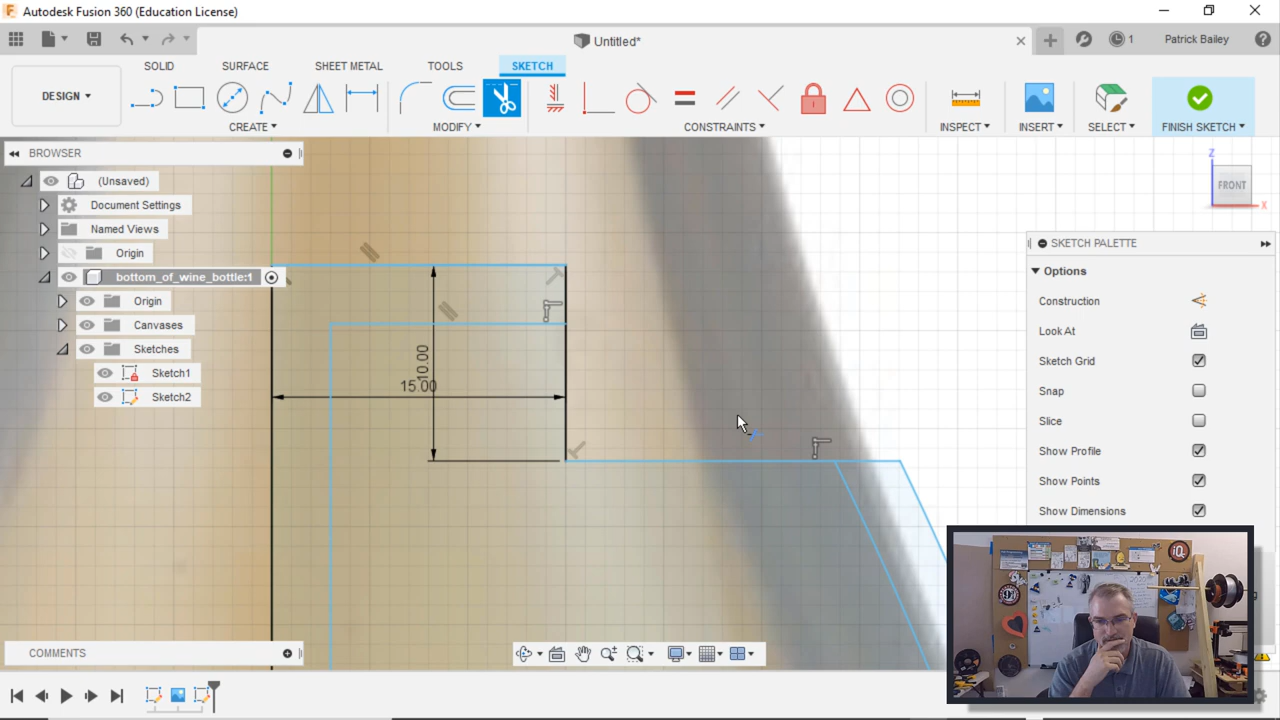 Autodesk Fusion 360 (Education License)
Untitled*
1
Patrick Bailey
SOLID
SURFACE
SHEET METAL
TOOLS
SKETCH
DESIGN
CREATE
MODIFY
CONSTRAINTS
INSPECT
INSERT
SELECT
FINISH SKETCH
BROWSER
(Unsaved)
Document Settings
Named Views
Origin
bottom_of_wine_bottle:1
Origin
Canvases
Sketches
Sketch1
Sketch2
10.00
15.00
Z
FRONT
X
SKETCH PALETTE
Options
Construction
Look At
Sketch Grid
Snap
Slice
Show Profile
Show Points
Show Dimensions
COMMENTS